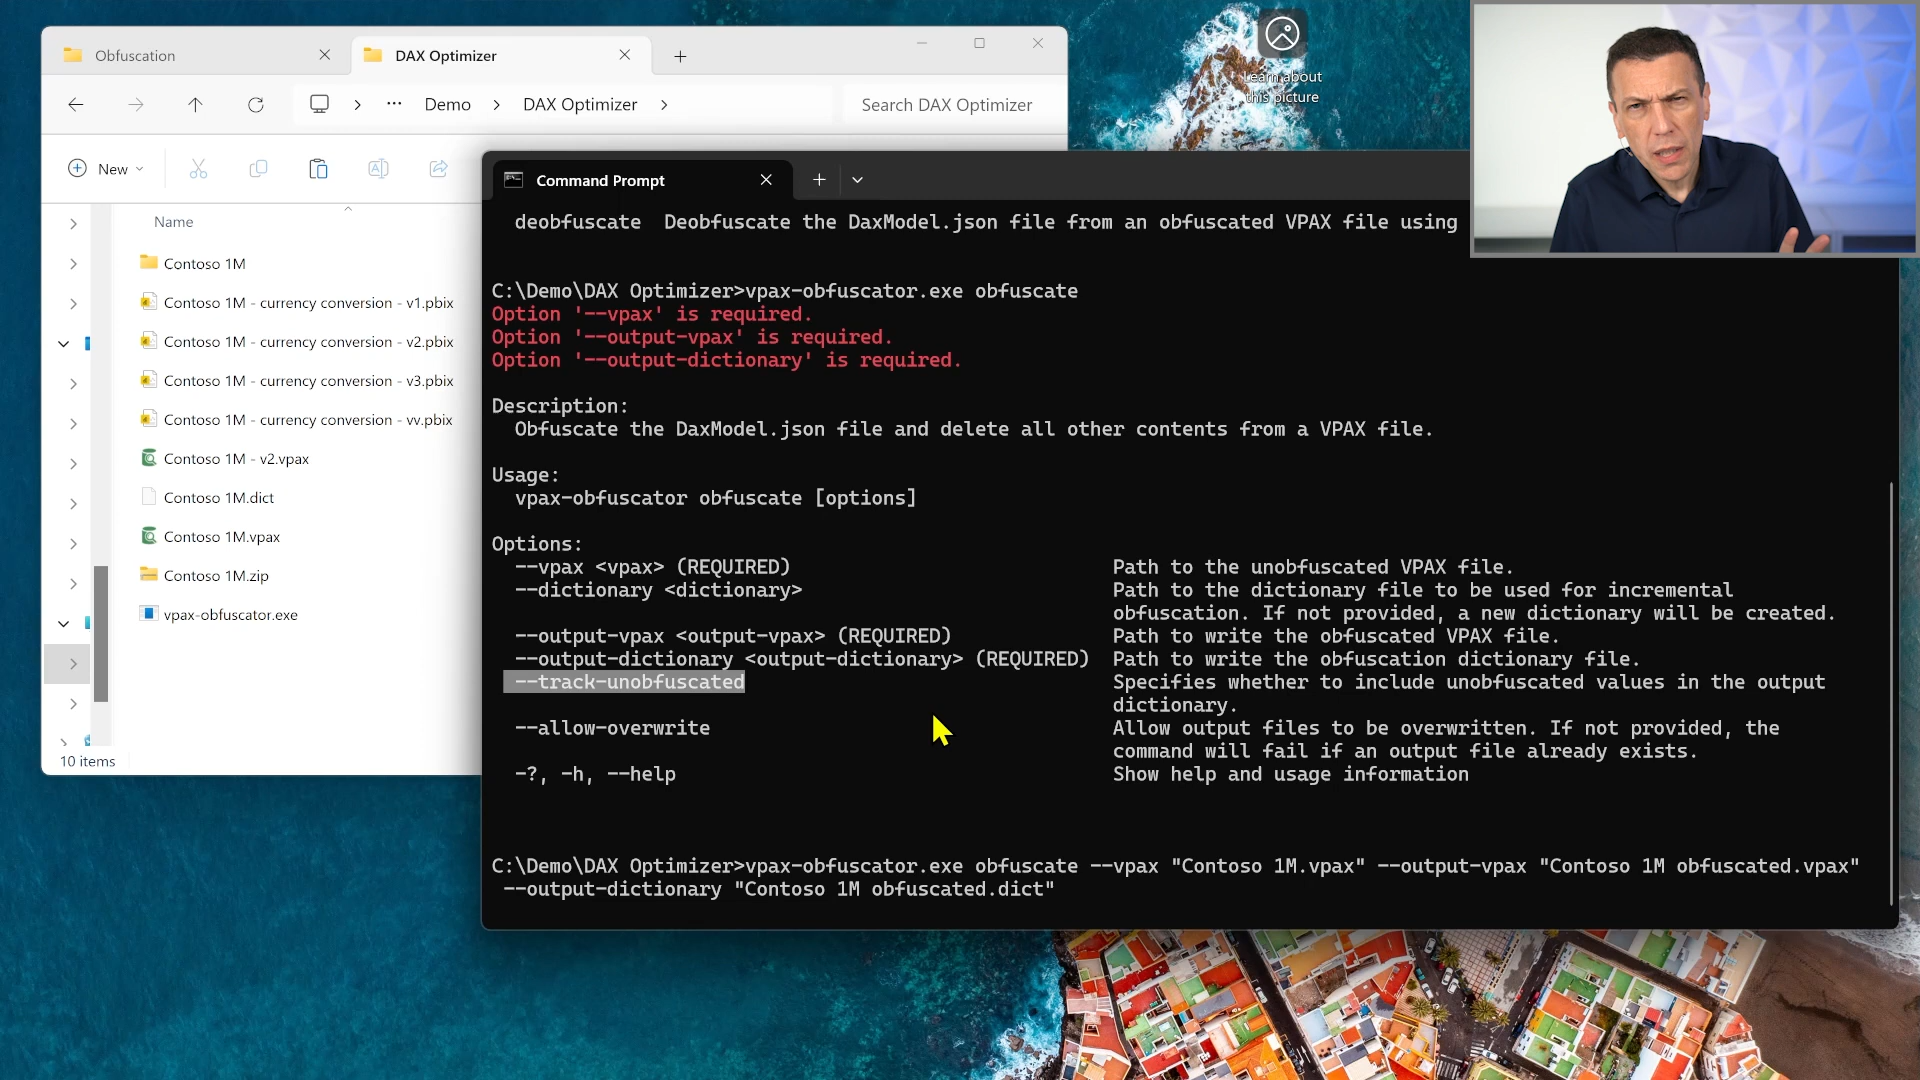 Obfuscation
DAX Optimizer
Demo
DAX Optimizer
Search DAX Optimizer
New
Name
Contoso 1M
Contoso 1M - currency conversion - v1.pbix
Contoso 1M - currency conversion - v2.pbix
Contoso 1M - currency conversion - v3.pbix
Contoso 1M - currency conversion - vv.pbix
Contoso 1M - v2.vpax
Contoso 1M.dict
Contoso 1M.vpax
Contoso 1M.zip
vpax-obfuscator.exe
10 items
Learn about
this picture
Command Prompt
deobfuscate  Deobfuscate the DaxModel.json file from an obfuscated VPAX file using
C:\Demo\DAX Optimizer>vpax-obfuscator.exe obfuscate
Option '--vpax' is required.
Option '--output-vpax' is required.
Option '--output-dictionary' is required.
Description:
Obfuscate the DaxModel.json file and delete all other contents from a VPAX file.
Usage:
vpax-obfuscator obfuscate [options]
Options:
--vpax <vpax> (REQUIRED)  Path to the unobfuscated VPAX file.
--dictionary <dictionary>  Path to the dictionary file to be used for incremental
obfuscation. If not provided, a new dictionary will be created.
--output-vpax <output-vpax> (REQUIRED)  Path to write the obfuscated VPAX file.
--output-dictionary <output-dictionary> (REQUIRED)  Path to write the obfuscation dictionary file.
--track-unobfuscated  Specifies whether to include unobfuscated values in the output
dictionary.
--allow-overwrite  Allow output files to be overwritten. If not provided, the
command will fail if an output file already exists.
-?, -h, --help  Show help and usage information
C:\Demo\DAX Optimizer>vpax-obfuscator.exe obfuscate --vpax "Contoso 1M.vpax" --output-vpax "Contoso 1M obfuscated.vpax"
--output-dictionary "Contoso 1M obfuscated.dict"